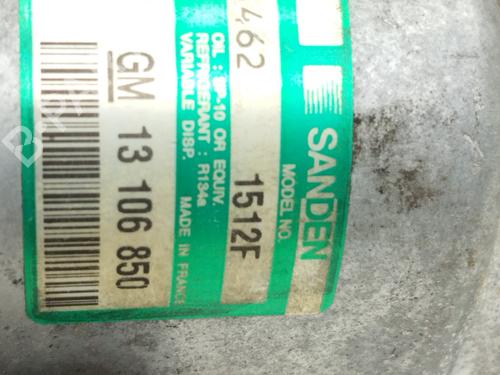 SANDEN
MODEL NO.
1512F
462
OIL : SP-10 OR EQUIV.
REFRIGERANT : R134a
VARIABLE DISP.
MADE IN FRANCE
GM 13 106 850